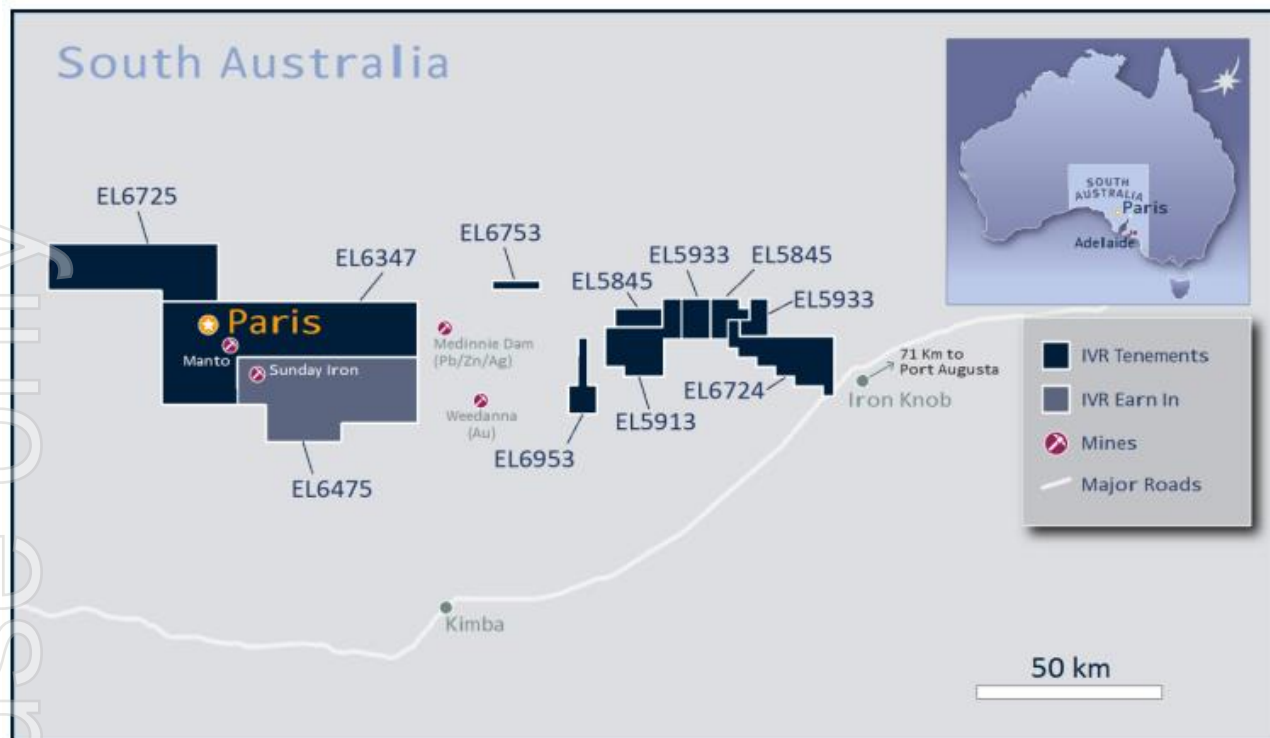 South Australia
EL6725
EL6347
EL6753
EL5845
EL5933
EL5845
EL5933
Paris
Manto
Sunday Iron
Medinnie Dam
(Pb/Zn/Ag)
Weedanna
(Au)
EL6475
EL6953
EL5913
EL6724
71 Km to
Port Augusta
Iron Knob
Kimba
SOUTH
AUSTRALIA
Paris
Adelaide
IVR Tenements
IVR Earn In
Mines
Major Roads
50 km
use only